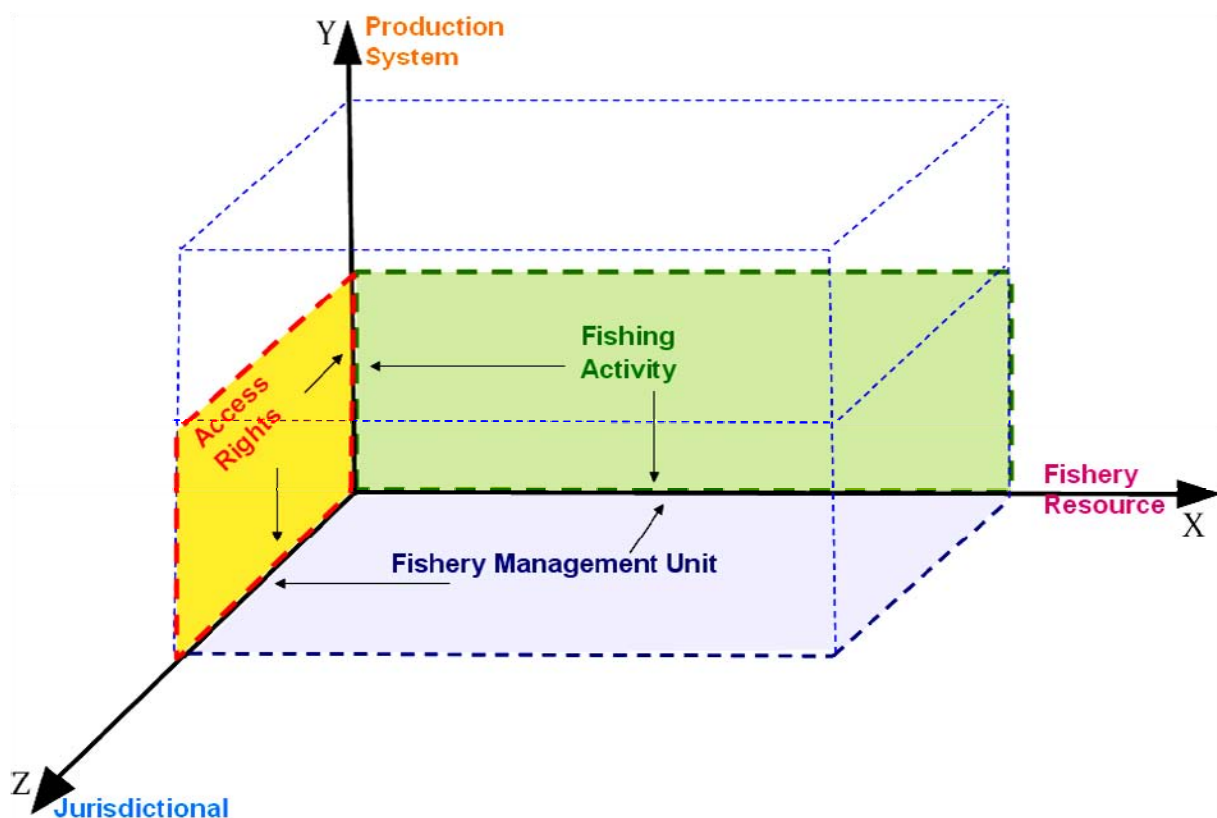 Y
Production
System
Fishing
Activity
Access
Rights
Fishery
Resource
X
Fishery Management Unit
Z
Jurisdictional